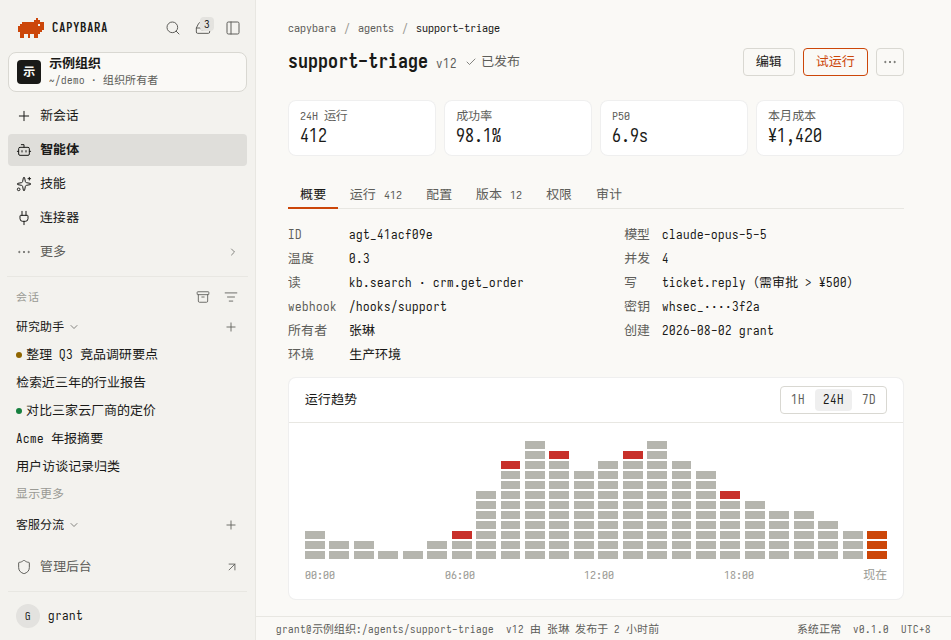 CAPYBARA
3
示
示例组织
~/demo · 组织所有者
新会话
智能体
技能
连接器
更多
会话
研究助手
整理 Q3 竞品调研要点
检索近三年的行业报告
对比三家云厂商的定价
Acme 年报摘要
用户访谈记录归类
显示更多
客服分流
管理后台
G grant
capybara / agents / support-triage
support-triage v12 已发布
编辑 试运行
24H 运行
412
成功率
98.1%
P50
6.9s
本月成本
¥1,420
概要 运行 412 配置 版本 12 权限 审计
ID agt_41acf09e
模型 claude-opus-5-5
温度 0.3
并发 4
读 kb.search · crm.get_order
写 ticket.reply (需审批 > ¥500)
webhook /hooks/support
密钥 whsec_····3f2a
所有者 张琳
创建 2026-08-02 grant
环境 生产环境
运行趋势
1H 24H 7D
00:00 06:00 12:00 18:00 现在
grant@示例组织:/agents/support-triage v12 由 张琳 发布于 2 小时前
系统正常 v0.1.0 UTC+8